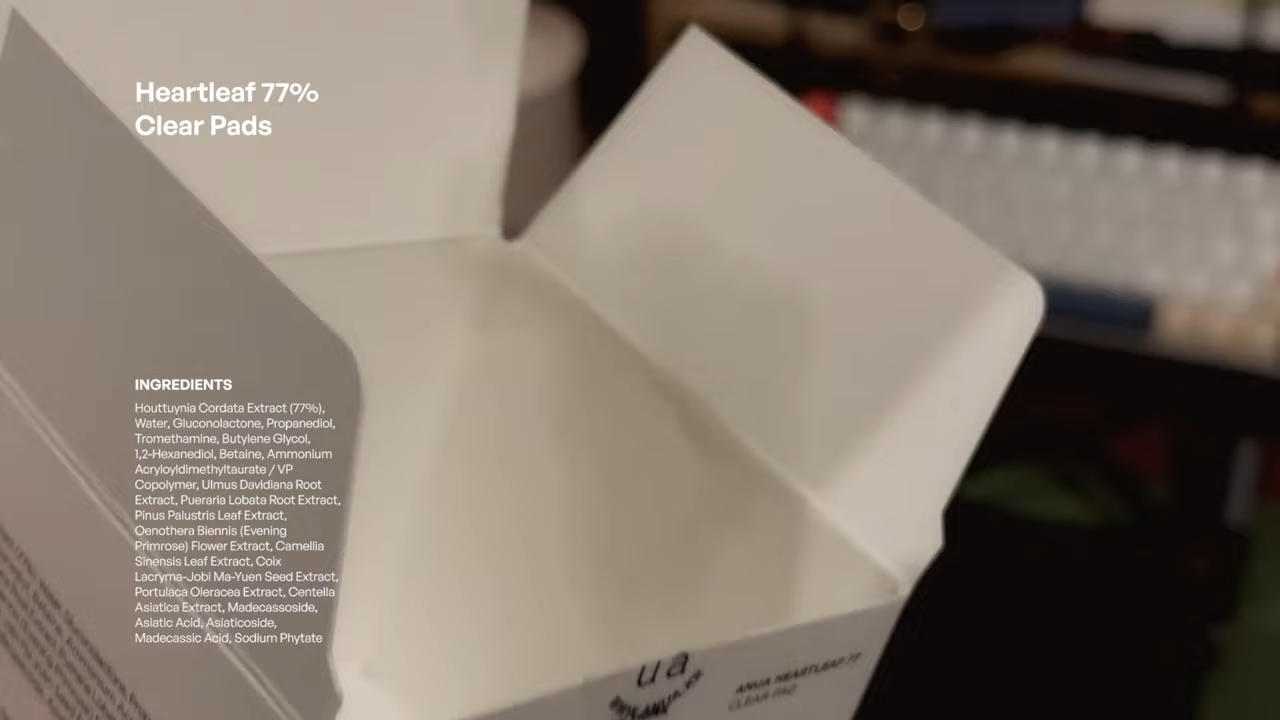 Heartleaf 77%
Clear Pads
INGREDIENTS
Houttuynia Cordata Extract (77%),
Water, Gluconolactone, Propanediol,
Tromethamine, Butylene Glycol,
1,2-Hexanediol, Betaine, Ammonium
Acryloyldimethyltaurate / VP
Copolymer, Ulmus Davidiana Root
Extract, Pueraria Lobata Root Extract,
Pinus Palustris Leaf Extract,
Oenothera Biennis (Evening
Primrose) Flower Extract, Camellia
Sinensis Leaf Extract, Coix
Lacryma-Jobi Ma-Yuen Seed Extract,
Portulaca Oleracea Extract, Centella
Asiatica Extract, Madecassoside,
Asiatic Acid, Asiaticoside,
Madecassic Acid, Sodium Phytate
ua
ANUA HEARTLEAF 77
CLEAR PAD